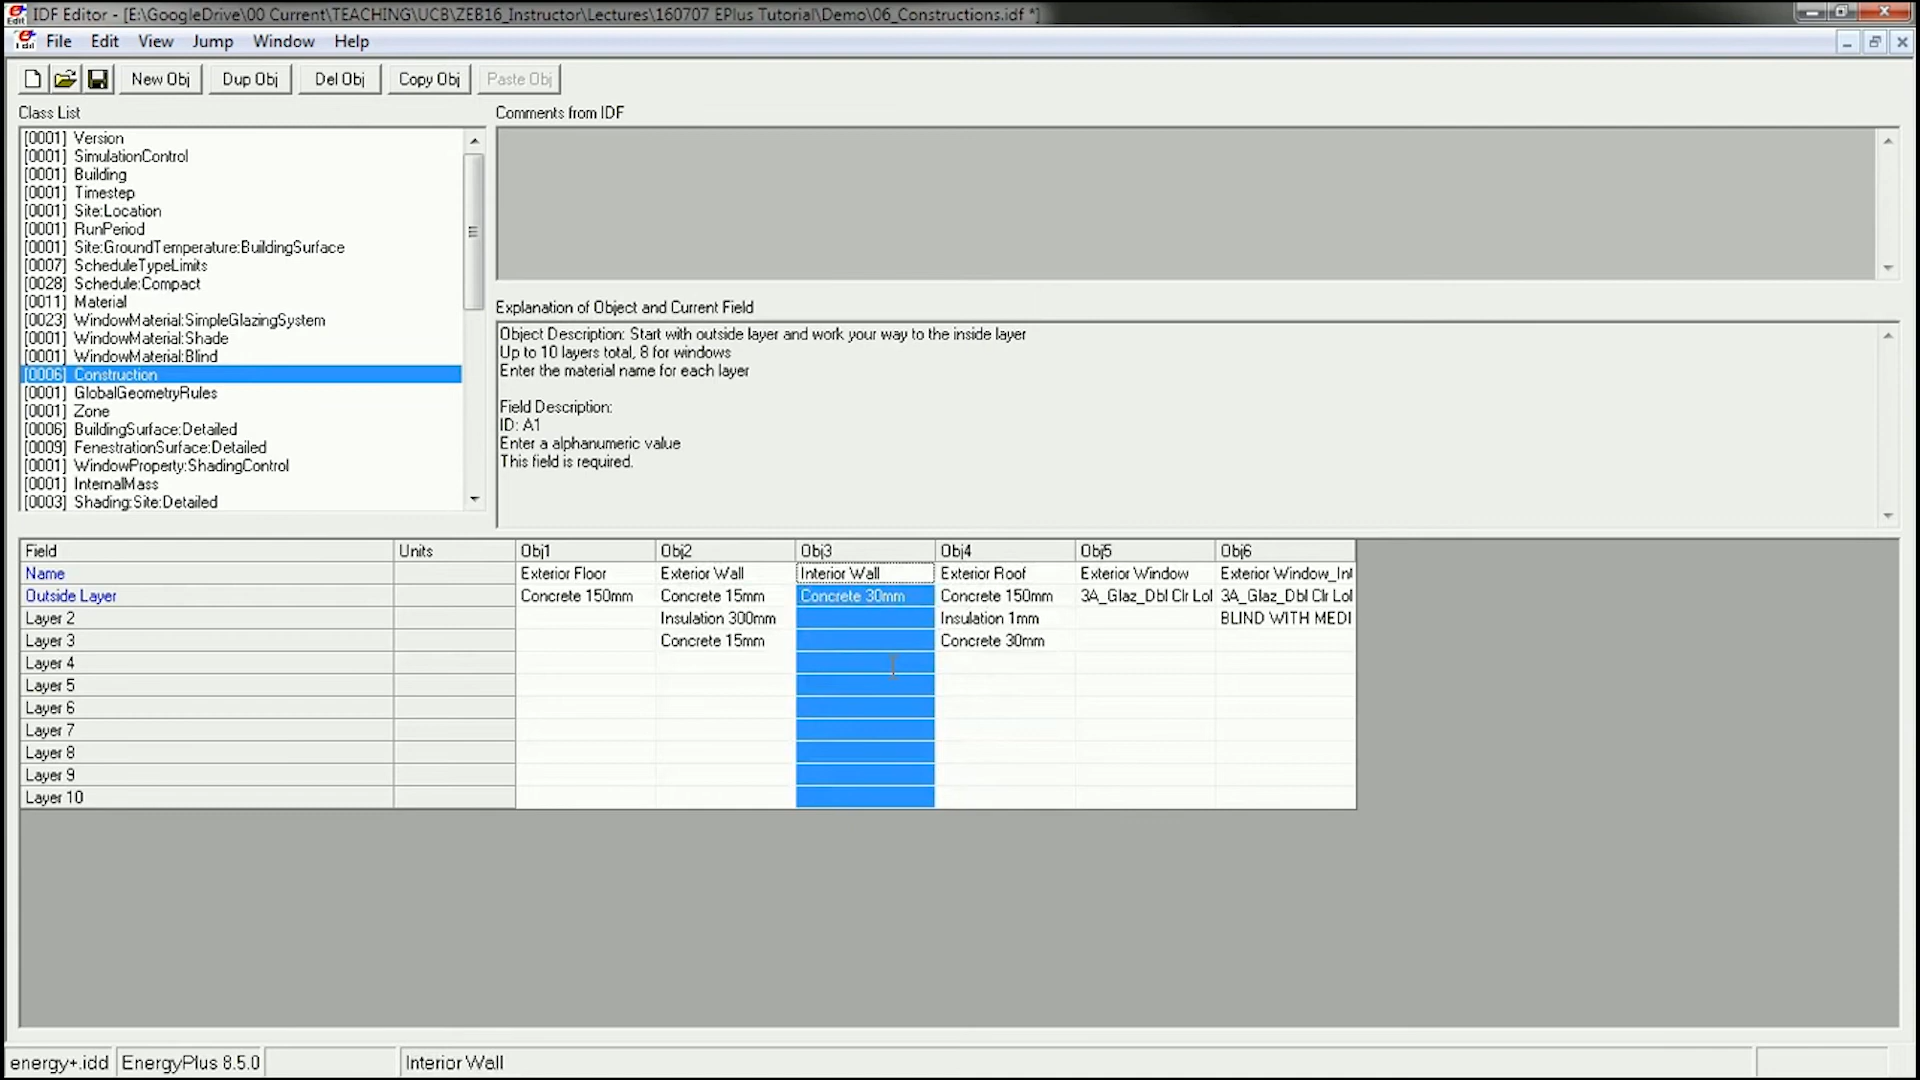 IDF Editor - [E:\GoogleDrive\00 Current\TEACHING\UCB\ZEB16_Instructor\Lectures\160707 EPlus Tutorial\Demo\06_Constructions.idf *]
File Edit View Jump Window Help
New Obj Dup Obj Del Obj Copy Obj Paste Obj
Class List
[0001] Version
[0001] SimulationControl
[0001] Building
[0001] Timestep
[0001] Site:Location
[0001] RunPeriod
[0001] Site:GroundTemperature:BuildingSurface
[0007] ScheduleTypeLimits
[0028] Schedule:Compact
[0011] Material
[0023] WindowMaterial:SimpleGlazingSystem
[0001] WindowMaterial:Shade
[0001] WindowMaterial:Blind
[0006] Construction
[0001] GlobalGeometryRules
[0001] Zone
[0006] BuildingSurface:Detailed
[0009] FenestrationSurface:Detailed
[0001] WindowProperty:ShadingControl
[0001] InternalMass
[0003] Shading:Site:Detailed
Comments from IDF
Explanation of Object and Current Field
Object Description: Start with outside layer and work your way to the inside layer
Up to 10 layers total, 8 for windows
Enter the material name for each layer
Field Description:
ID: A1
Enter a alphanumeric value
This field is required.
Field Units Obj1 Obj2 Obj3 Obj4 Obj5 Obj6
Name Exterior Floor Exterior Wall Interior Wall Exterior Roof Exterior Window Exterior Window_Int
Outside Layer Concrete 150mm Concrete 15mm Concrete 30mm Concrete 150mm 3A_Glaz_Dbl Clr Lol 3A_Glaz_Dbl Clr Lol
Layer 2 Insulation 300mm Insulation 1mm BLIND WITH MEDI
Layer 3 Concrete 15mm Concrete 30mm
Layer 4
Layer 5
Layer 6
Layer 7
Layer 8
Layer 9
Layer 10
energy+.idd EnergyPlus 8.5.0 Interior Wall